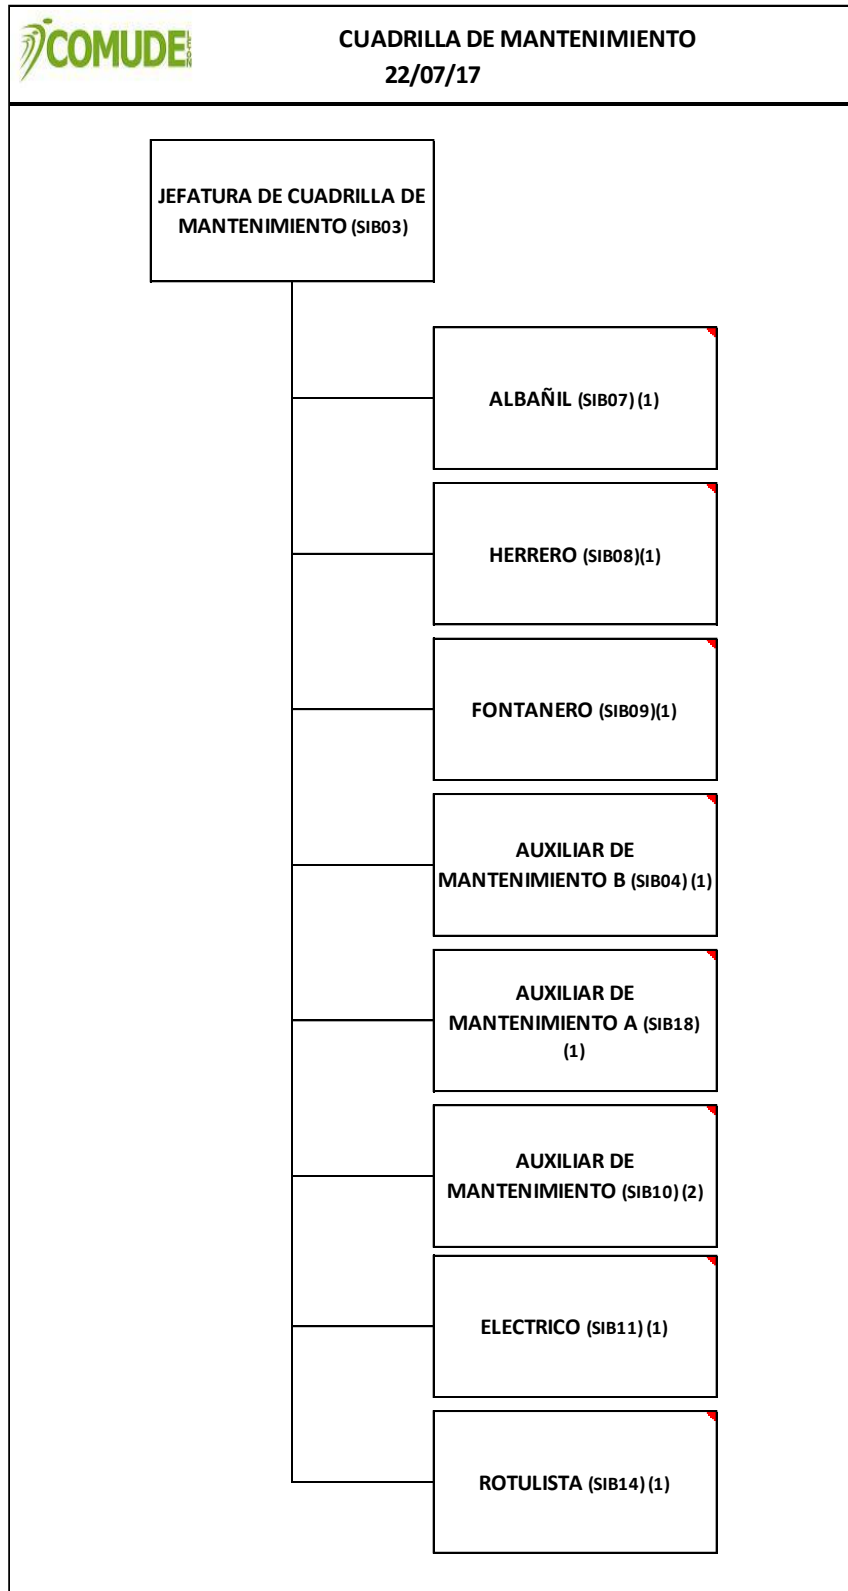 COMUDE
CUADRILLA DE MANTENIMIENTO
22/07/17
JEFATURA DE CUADRILLA DE
MANTENIMIENTO (SIB03)
ALBAÑIL (SIB07) (1)
HERRERO (SIB08)(1)
FONTANERO (SIB09)(1)
AUXILIAR DE
MANTENIMIENTO B (SIB04) (1)
AUXILIAR DE
MANTENIMIENTO A (SIB18)
(1)
AUXILIAR DE
MANTENIMIENTO (SIB10) (2)
ELECTRICO (SIB11) (1)
ROTULISTA (SIB14) (1)